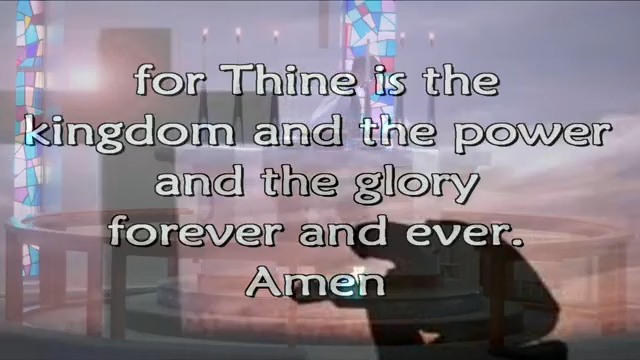 for Thine is the
kingdom and the power
and the glory
forever and ever.
Amen